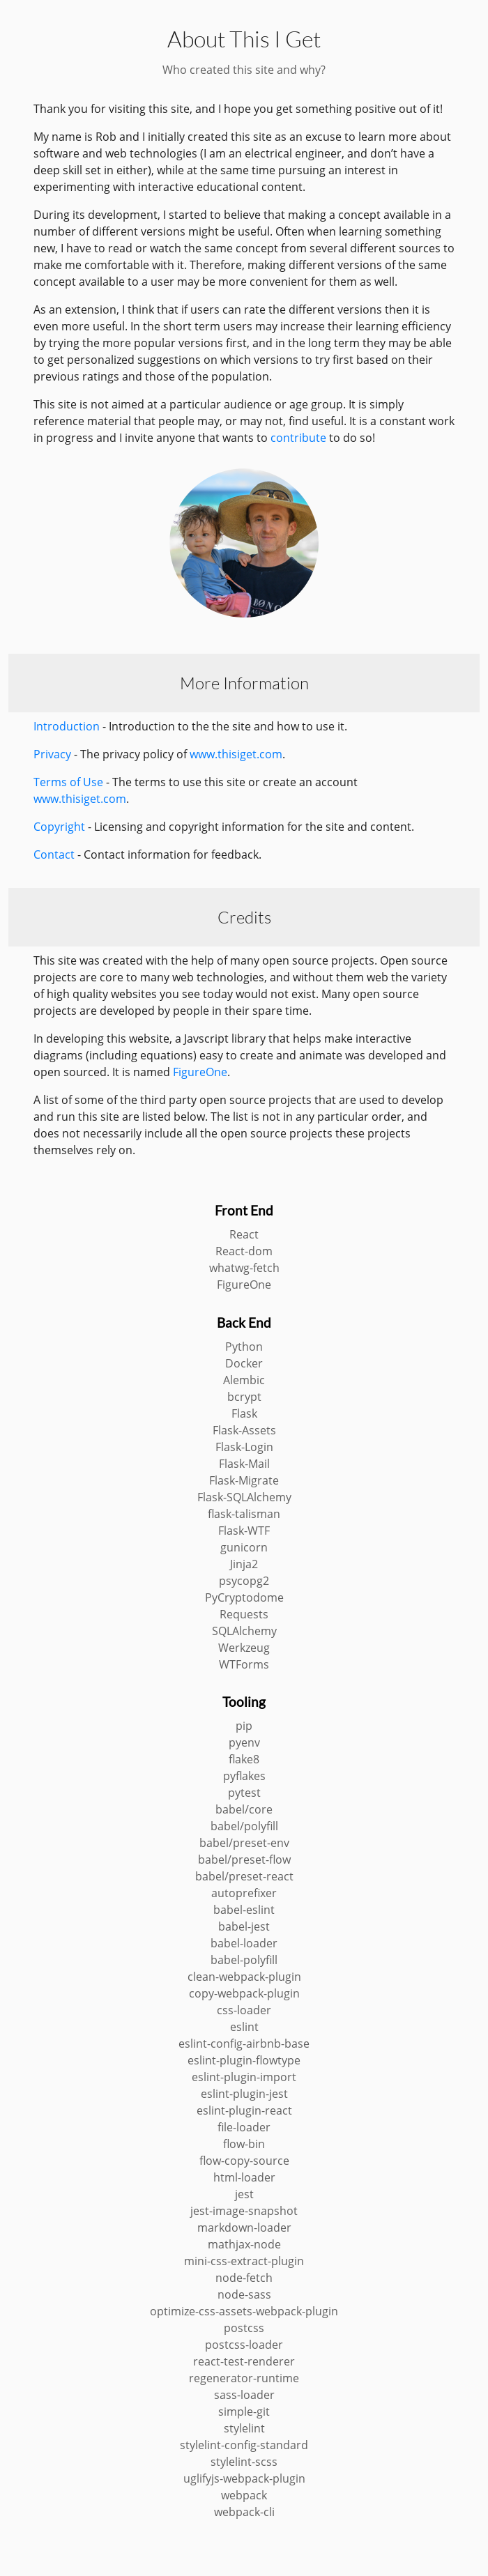 About This I Get
Who created this site and why?
Thank you for visiting this site, and I hope you get something positive out of it!
My name is Rob and I initially created this site as an excuse to learn more about
software and web technologies (I am an electrical engineer, and don’t have a
deep skill set in either), while at the same time pursuing an interest in
experimenting with interactive educational content.
During its development, I started to believe that making a concept available in a
number of different versions might be useful. Often when learning something
new, I have to read or watch the same concept from several different sources to
make me comfortable with it. Therefore, making different versions of the same
concept available to a user may be more convenient for them as well.
As an extension, I think that if users can rate the different versions then it is
even more useful. In the short term users may increase their learning efficiency
by trying the more popular versions first, and in the long term they may be able
to get personalized suggestions on which versions to try first based on their
previous ratings and those of the population.
This site is not aimed at a particular audience or age group. It is simply
reference material that people may, or may not, find useful. It is a constant work
in progress and I invite anyone that wants to contribute to do so!
BØNG
More Information
Introduction - Introduction to the the site and how to use it.
Privacy - The privacy policy of www.thisiget.com.
Terms of Use - The terms to use this site or create an account
www.thisiget.com.
Copyright - Licensing and copyright information for the site and content.
Contact - Contact information for feedback.
Credits
This site was created with the help of many open source projects. Open source
projects are core to many web technologies, and without them web the variety
of high quality websites you see today would not exist. Many open source
projects are developed by people in their spare time.
In developing this website, a Javscript library that helps make interactive
diagrams (including equations) easy to create and animate was developed and
open sourced. It is named FigureOne.
A list of some of the third party open source projects that are used to develop
and run this site are listed below. The list is not in any particular order, and
does not necessarily include all the open source projects these projects
themselves rely on.
Front End
React
React-dom
whatwg-fetch
FigureOne
Back End
Python
Docker
Alembic
bcrypt
Flask
Flask-Assets
Flask-Login
Flask-Mail
Flask-Migrate
Flask-SQLAlchemy
flask-talisman
Flask-WTF
gunicorn
Jinja2
psycopg2
PyCryptodome
Requests
SQLAlchemy
Werkzeug
WTForms
Tooling
pip
pyenv
flake8
pyflakes
pytest
babel/core
babel/polyfill
babel/preset-env
babel/preset-flow
babel/preset-react
autoprefixer
babel-eslint
babel-jest
babel-loader
babel-polyfill
clean-webpack-plugin
copy-webpack-plugin
css-loader
eslint
eslint-config-airbnb-base
eslint-plugin-flowtype
eslint-plugin-import
eslint-plugin-jest
eslint-plugin-react
file-loader
flow-bin
flow-copy-source
html-loader
jest
jest-image-snapshot
markdown-loader
mathjax-node
mini-css-extract-plugin
node-fetch
node-sass
optimize-css-assets-webpack-plugin
postcss
postcss-loader
react-test-renderer
regenerator-runtime
sass-loader
simple-git
stylelint
stylelint-config-standard
stylelint-scss
uglifyjs-webpack-plugin
webpack
webpack-cli